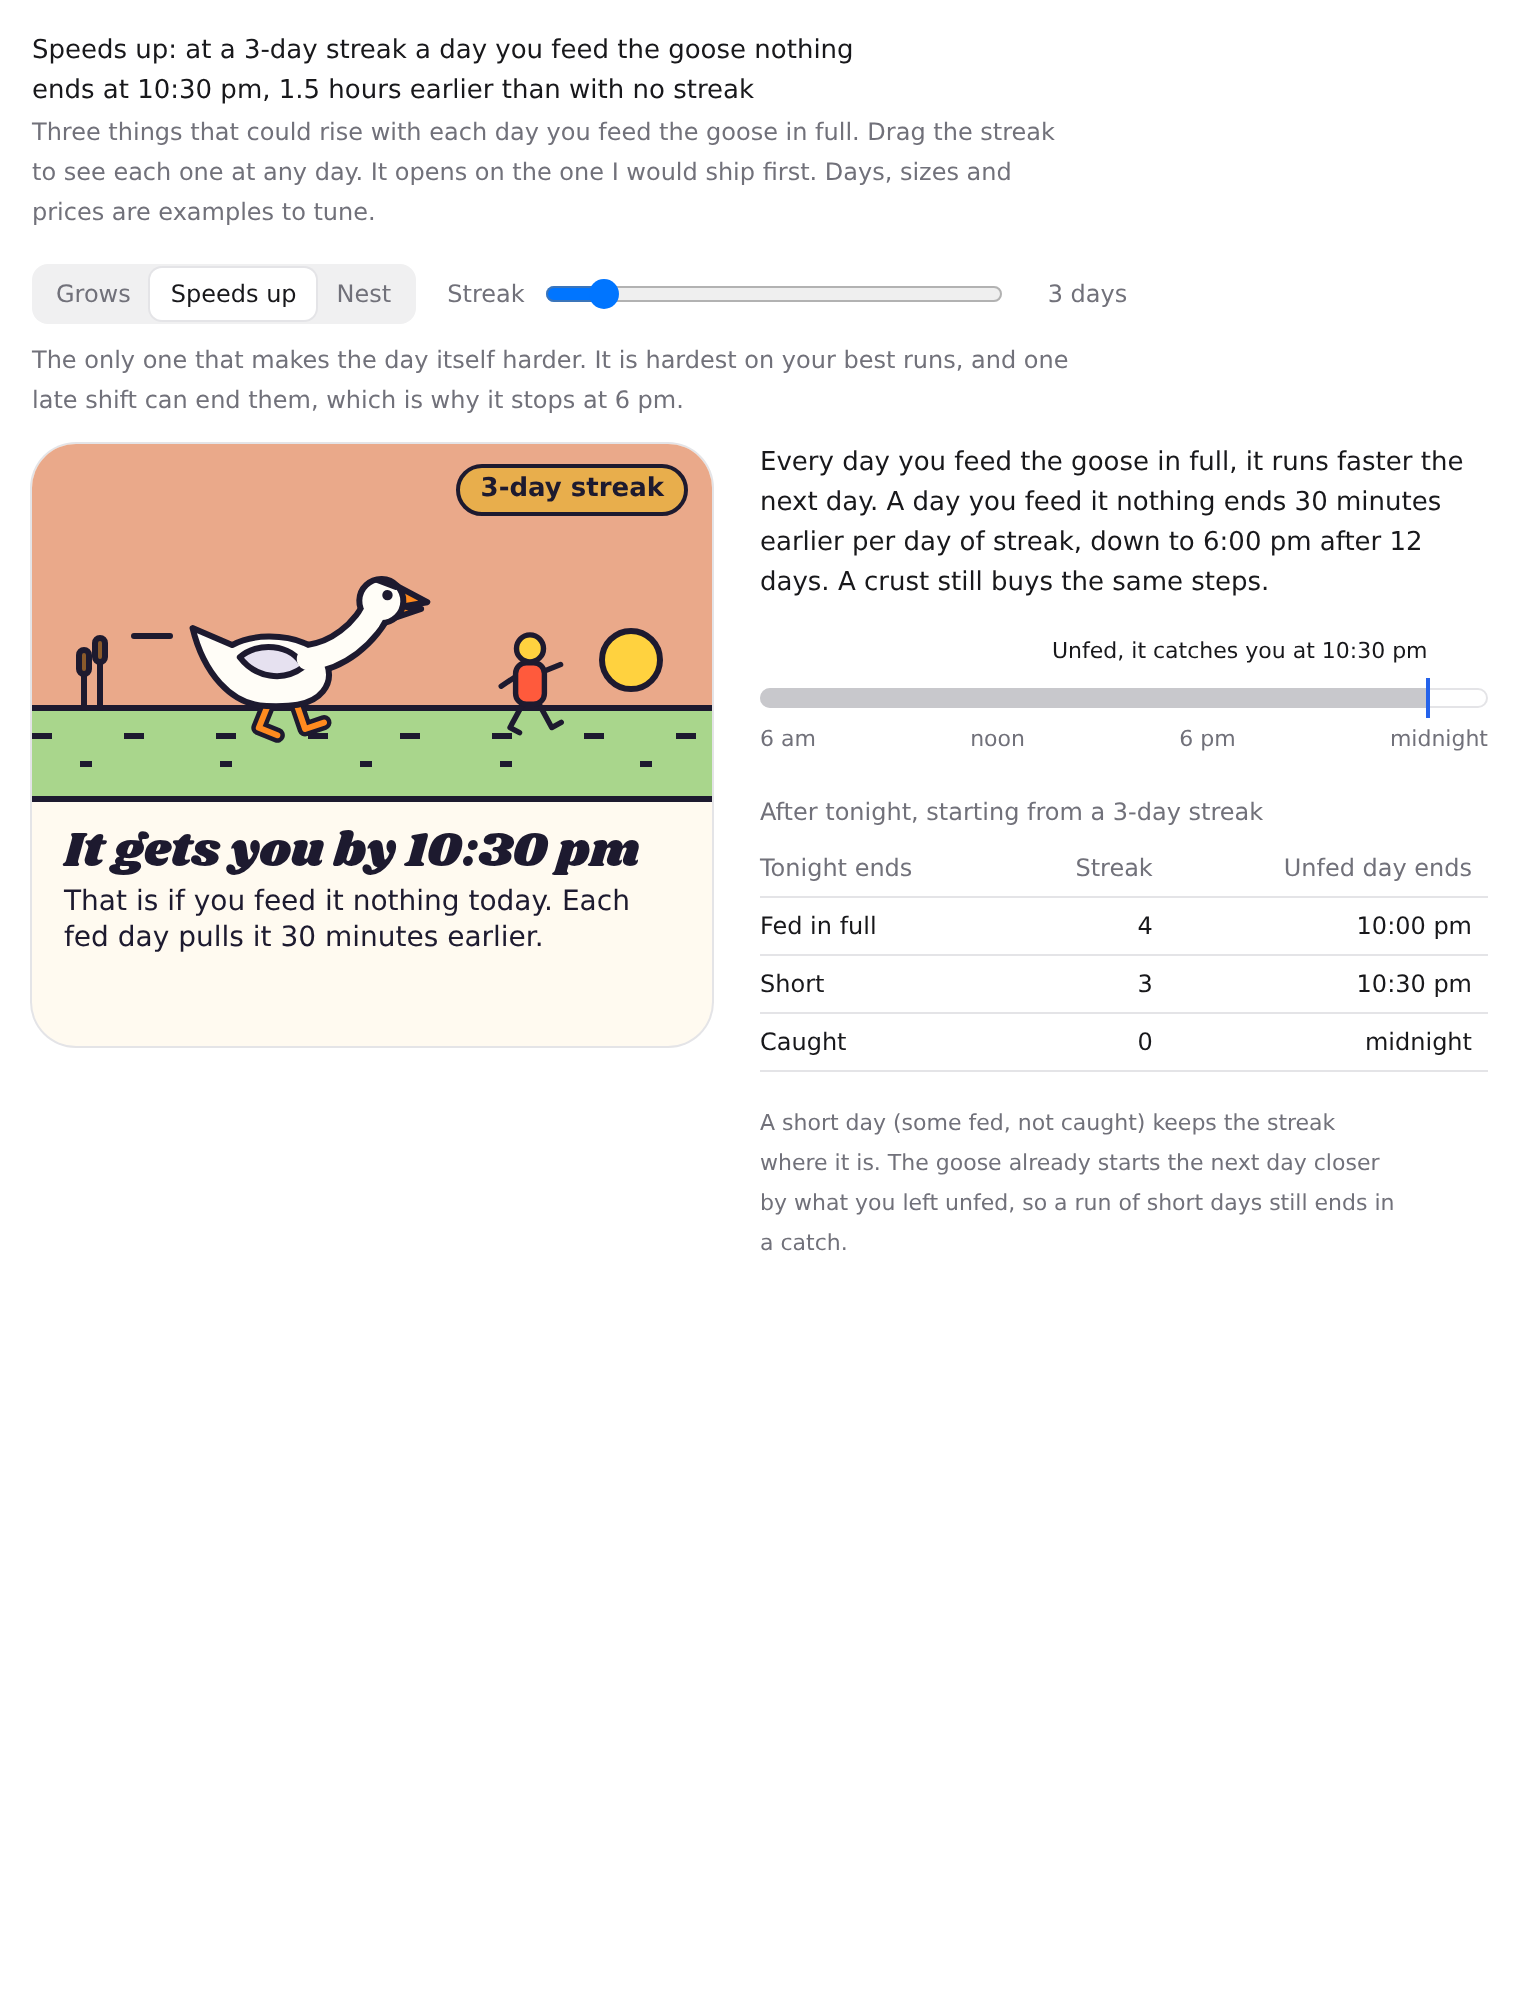 Speeds up: at a 3-day streak a day you feed the goose nothing
ends at 10:30 pm, 1.5 hours earlier than with no streak
Three things that could rise with each day you feed the goose in full. Drag the streak
to see each one at any day. It opens on the one I would ship first. Days, sizes and
prices are examples to tune.
Grows Speeds up Nest Streak 3 days
The only one that makes the day itself harder. It is hardest on your best runs, and one
late shift can end them, which is why it stops at 6 pm.
3-day streak
It gets you by 10:30 pm
That is if you feed it nothing today. Each
fed day pulls it 30 minutes earlier.
Every day you feed the goose in full, it runs faster the
next day. A day you feed it nothing ends 30 minutes
earlier per day of streak, down to 6:00 pm after 12
days. A crust still buys the same steps.
Unfed, it catches you at 10:30 pm
6 am noon 6 pm midnight
After tonight, starting from a 3-day streak
Tonight ends Streak Unfed day ends
Fed in full 4 10:00 pm
Short 3 10:30 pm
Caught 0 midnight
A short day (some fed, not caught) keeps the streak
where it is. The goose already starts the next day closer
by what you left unfed, so a run of short days still ends in
a catch.